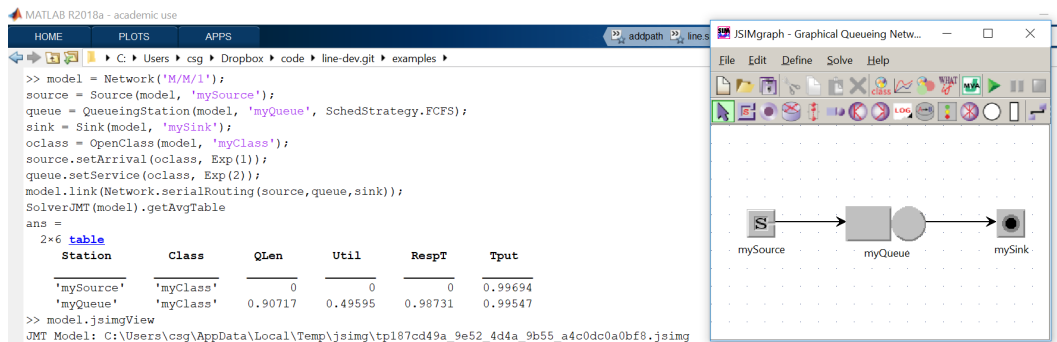 MATLAB R2018a - academic use
HOME PLOTS APPS addpath line.s
C: Users csg Dropbox code line-dev.git examples
>> model = Network('M/M/1');
source = Source(model, 'mySource');
queue = QueueingStation(model, 'myQueue', SchedStrategy.FCFS);
sink = Sink(model, 'mySink');
oclass = OpenClass(model, 'myClass');
source.setArrival(oclass, Exp(1));
queue.setService(oclass, Exp(2));
model.link(Network.serialRouting(source,queue,sink));
SolverJMT(model).getAvgTable
ans =
2×6 table
Station Class QLen Util RespT Tput
'mySource' 'myClass' 0 0 0 0.99694
'myQueue' 'myClass' 0.90717 0.49595 0.98731 0.99547
>> model.jsimgView
JMT Model: C:\Users\csg\AppData\Local\Temp\jsimg\tp187cd49a_9e52_4d4a_9b55_a4c0dc0a0bf8.jsimg
JSIMgraph - Graphical Queueing Netw...
File Edit Define Solve Help
class WHAT IF MVA
LOG
S
mySource myQueue mySink